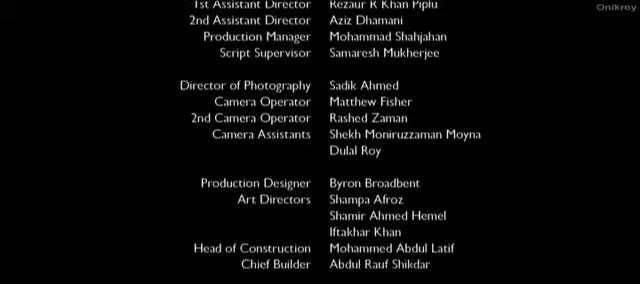 1st Assistant Director Rezaur R Khan Piplu
Onikroy
2nd Assistant Director Aziz Dhamani
Production Manager Mohammad Shahjahan
Script Supervisor Samaresh Mukherjee
Director of Photography Sadik Ahmed
Camera Operator Matthew Fisher
2nd Camera Operator Rashed Zaman
Camera Assistants Shekh Moniruzzaman Moyna
Dulal Roy
Production Designer Byron Broadbent
Art Directors Shampa Afroz
Shamir Ahmed Hemel
Iftakhar Khan
Head of Construction Mohammed Abdul Latif
Chief Builder Abdul Rauf Shikdar